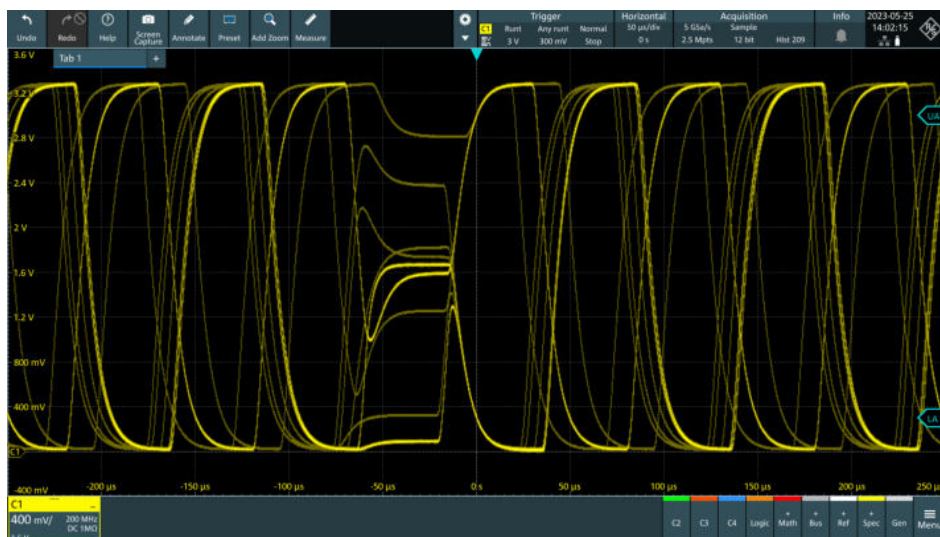 Undo Redo Help Screen Capture Annotate Preset Add Zoom Measure
Trigger Horizontal Acquisition Info 2023-05-25
C1 Runt Any runt Normal 50 µs/div 5 GSa/s Sample 14:02:15
3 V 300 mV Stop 0 s 2.5 Mpts 12 bit Hist 209
3.6 V
Tab 1 +
3.2 V
UA
2.8 V
2.4 V
2 V
1.6 V
1.2 V
800 mV
400 mV
LA
C1
-400 mV -200 µs -150 µs -100 µs -50 µs 0 s 50 µs 100 µs 150 µs 200 µs 250 µs
C1
400 mV/ 200 MHz
DC 1MΩ
C2 C3 C4 Logic + Math + Bus + Ref + Spec Gen Menu